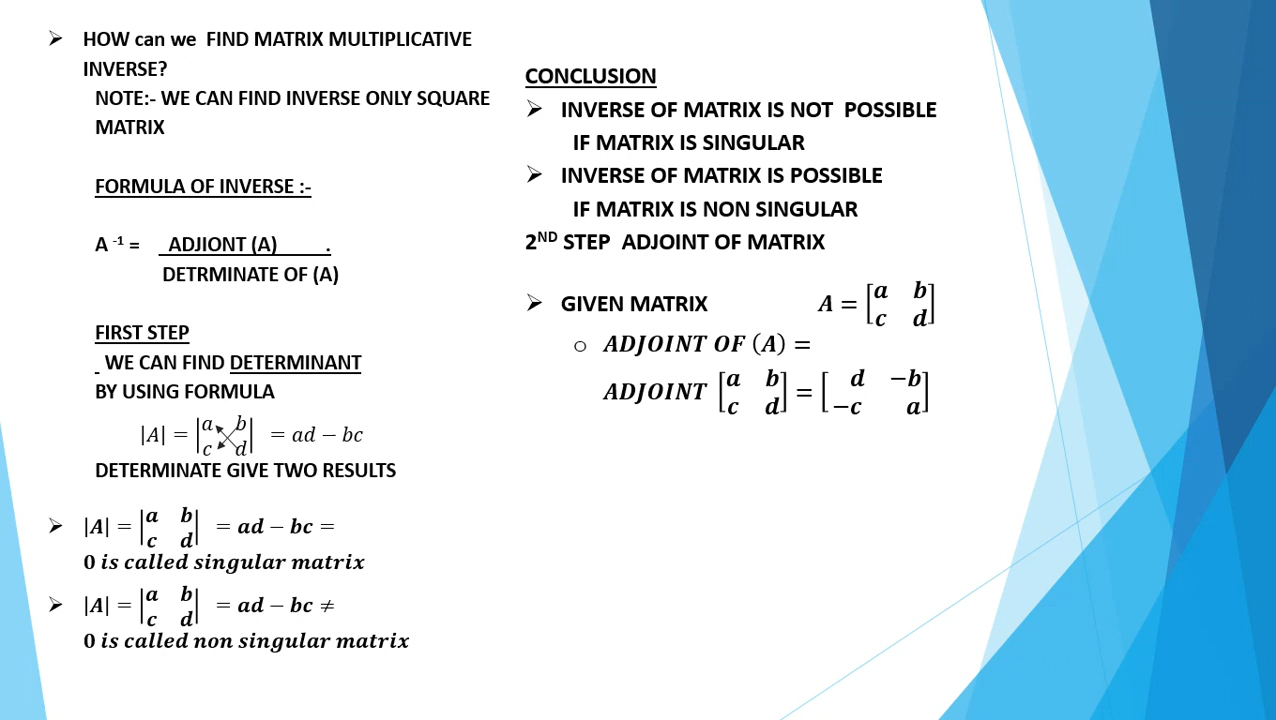 ➢ HOW can we FIND MATRIX MULTIPLICATIVE
INVERSE?
NOTE:- WE CAN FIND INVERSE ONLY SQUARE
MATRIX
FORMULA OF INVERSE :-
A ⁻¹ = ADJIONT (A) .
DETRMINATE OF (A)
FIRST STEP
WE CAN FIND DETERMINANT
BY USING FORMULA
|A| = |a b
c d| = ad − bc
DETERMINATE GIVE TWO RESULTS
➢ |A| = |a b
c d| = ad − bc =
0 is called singular matrix
➢ |A| = |a b
c d| = ad − bc ≠
0 is called non singular matrix
CONCLUSION
➢ INVERSE OF MATRIX IS NOT POSSIBLE
IF MATRIX IS SINGULAR
➢ INVERSE OF MATRIX IS POSSIBLE
IF MATRIX IS NON SINGULAR
2ND STEP ADJOINT OF MATRIX
➢ GIVEN MATRIX A = [a b
c d]
○ ADJOINT OF (A) =
ADJOINT [a b
c d] = [d −b
−c a]